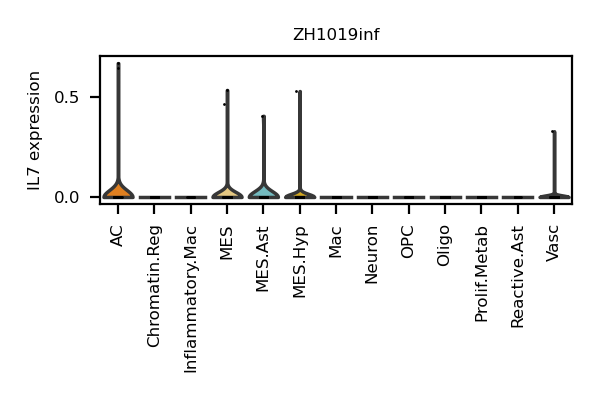 ZH1019inf
IL7 expression
0.5
0.0
AC
Chromatin.Reg
Inflammatory.Mac
MES
MES.Ast
MES.Hyp
Mac
Neuron
OPC
Oligo
Prolif.Metab
Reactive.Ast
Vasc